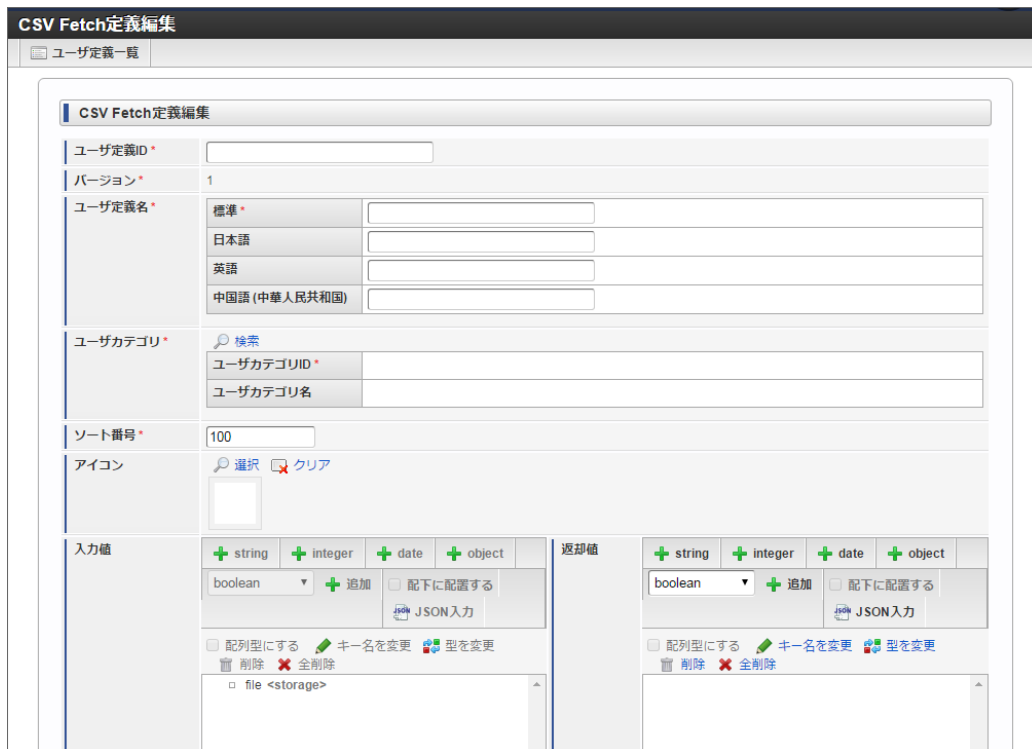 CSV Fetch定義編集
ユーザ定義一覧
CSV Fetch定義編集
ユーザ定義ID*
バージョン* 1
ユーザ定義名* 標準*
日本語
英語
中国語 (中華人民共和国)
ユーザカテゴリ* 検索
ユーザカテゴリID*
ユーザカテゴリ名
ソート番号* 100
アイコン 選択 クリア
入力値 string integer date object
boolean 追加 配下に配置する
JSON JSON入力
配列型にする キー名を変更 型を変更
削除 全削除
file <storage>
返却値 string integer date object
boolean 追加 配下に配置する
JSON JSON入力
配列型にする キー名を変更 型を変更
削除 全削除